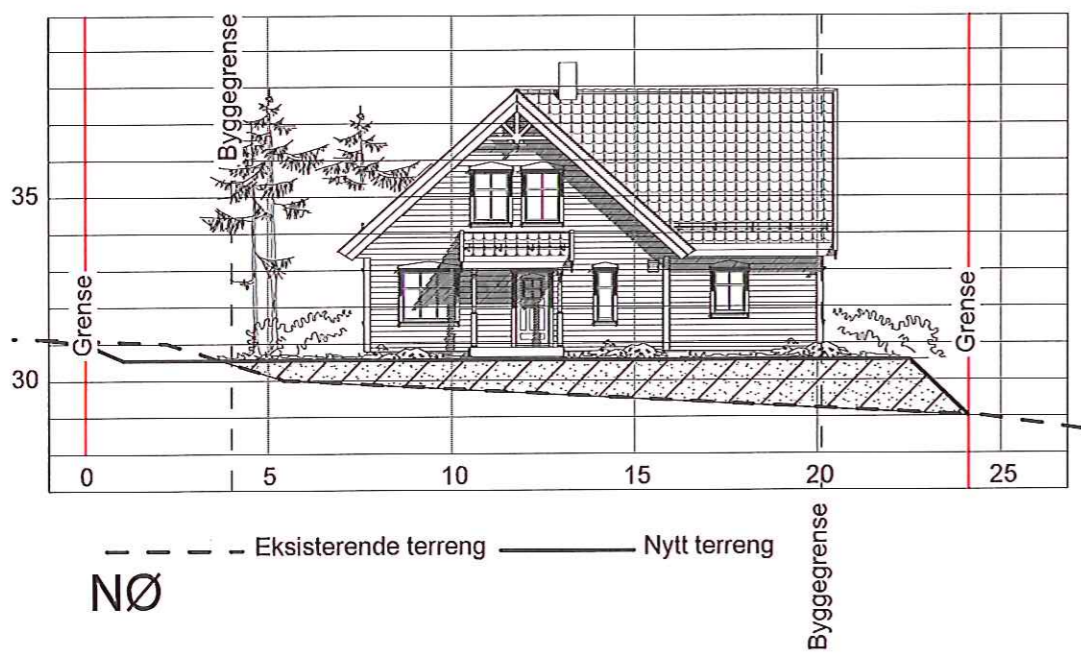 Byggegrense
35
Grense
Grense
30
0 5 10 15 20 25
Eksisterende terreng Nytt terreng
NØ
Byggegrense